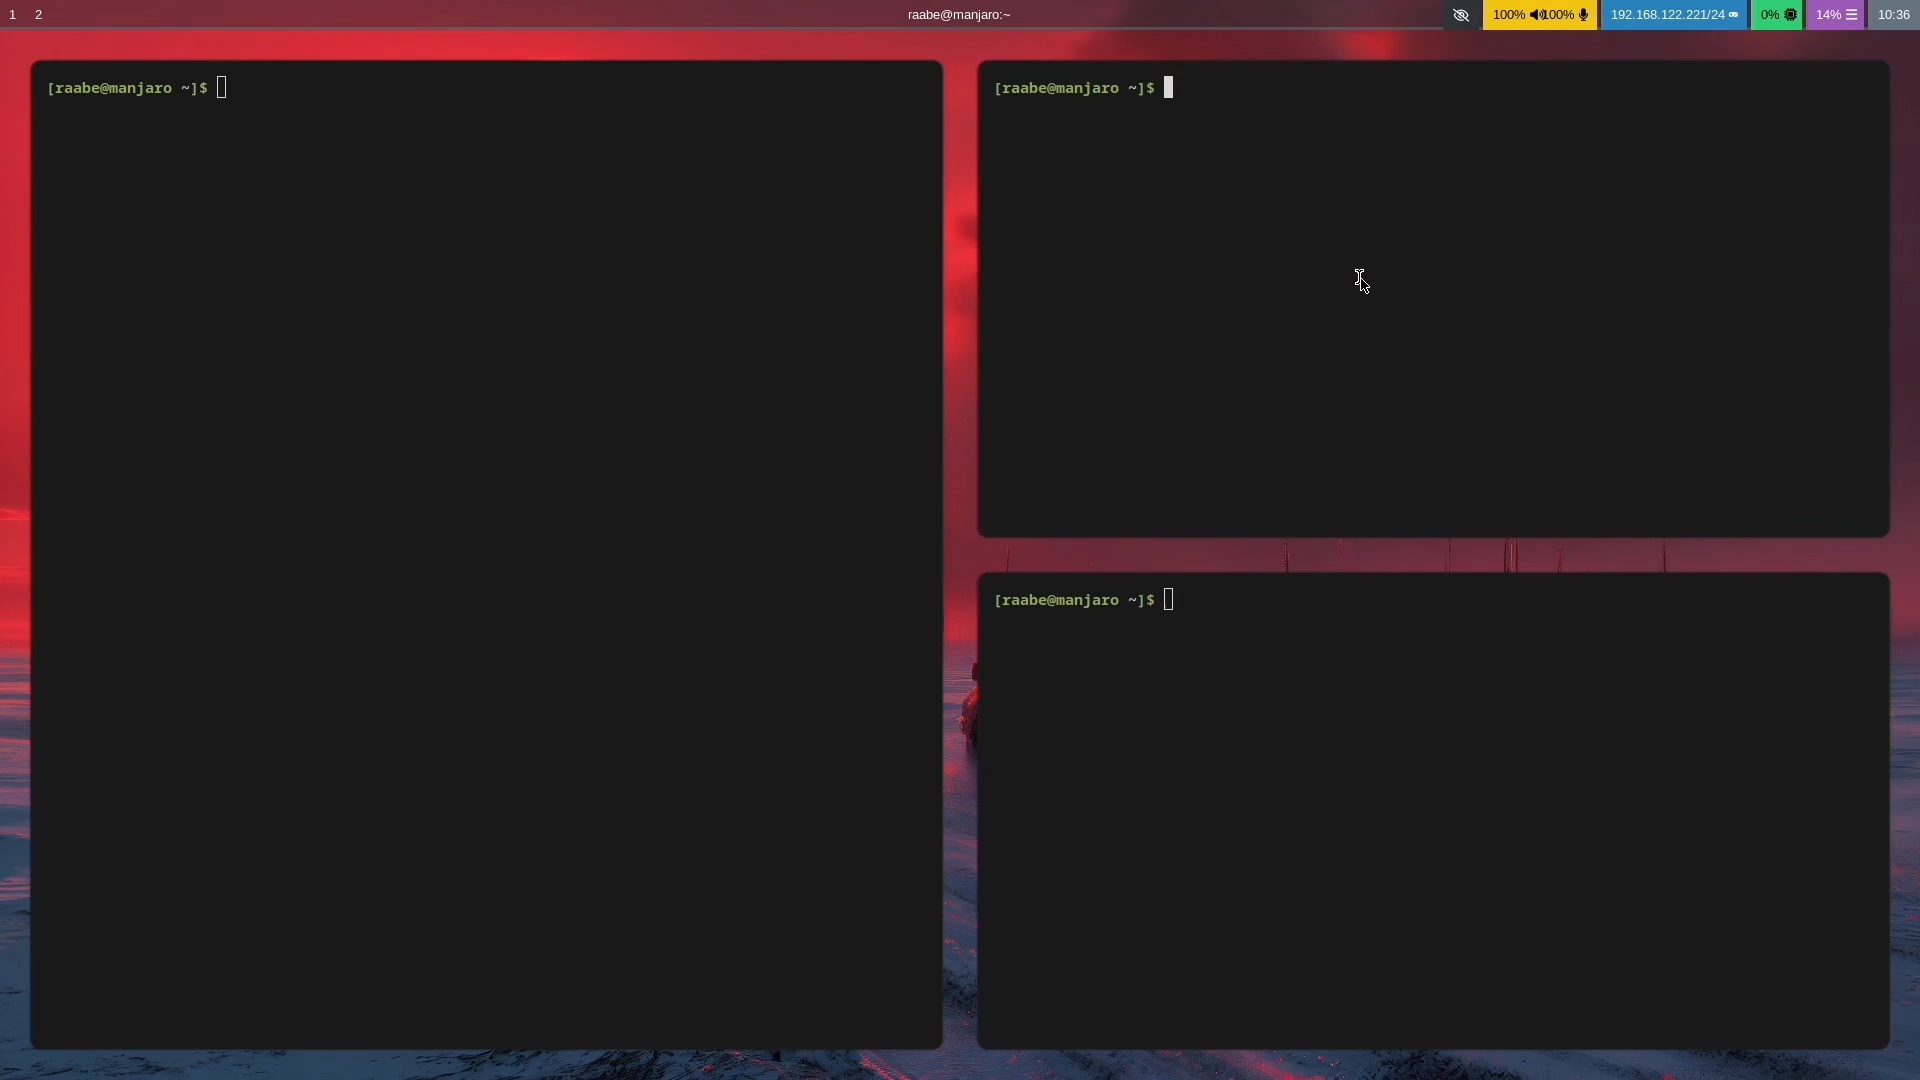 1 2 raabe@manjaro:~ 100% 100% 192.168.122.221/24 0% 14% 10:36
[raabe@manjaro ~]$
[raabe@manjaro ~]$
[raabe@manjaro ~]$